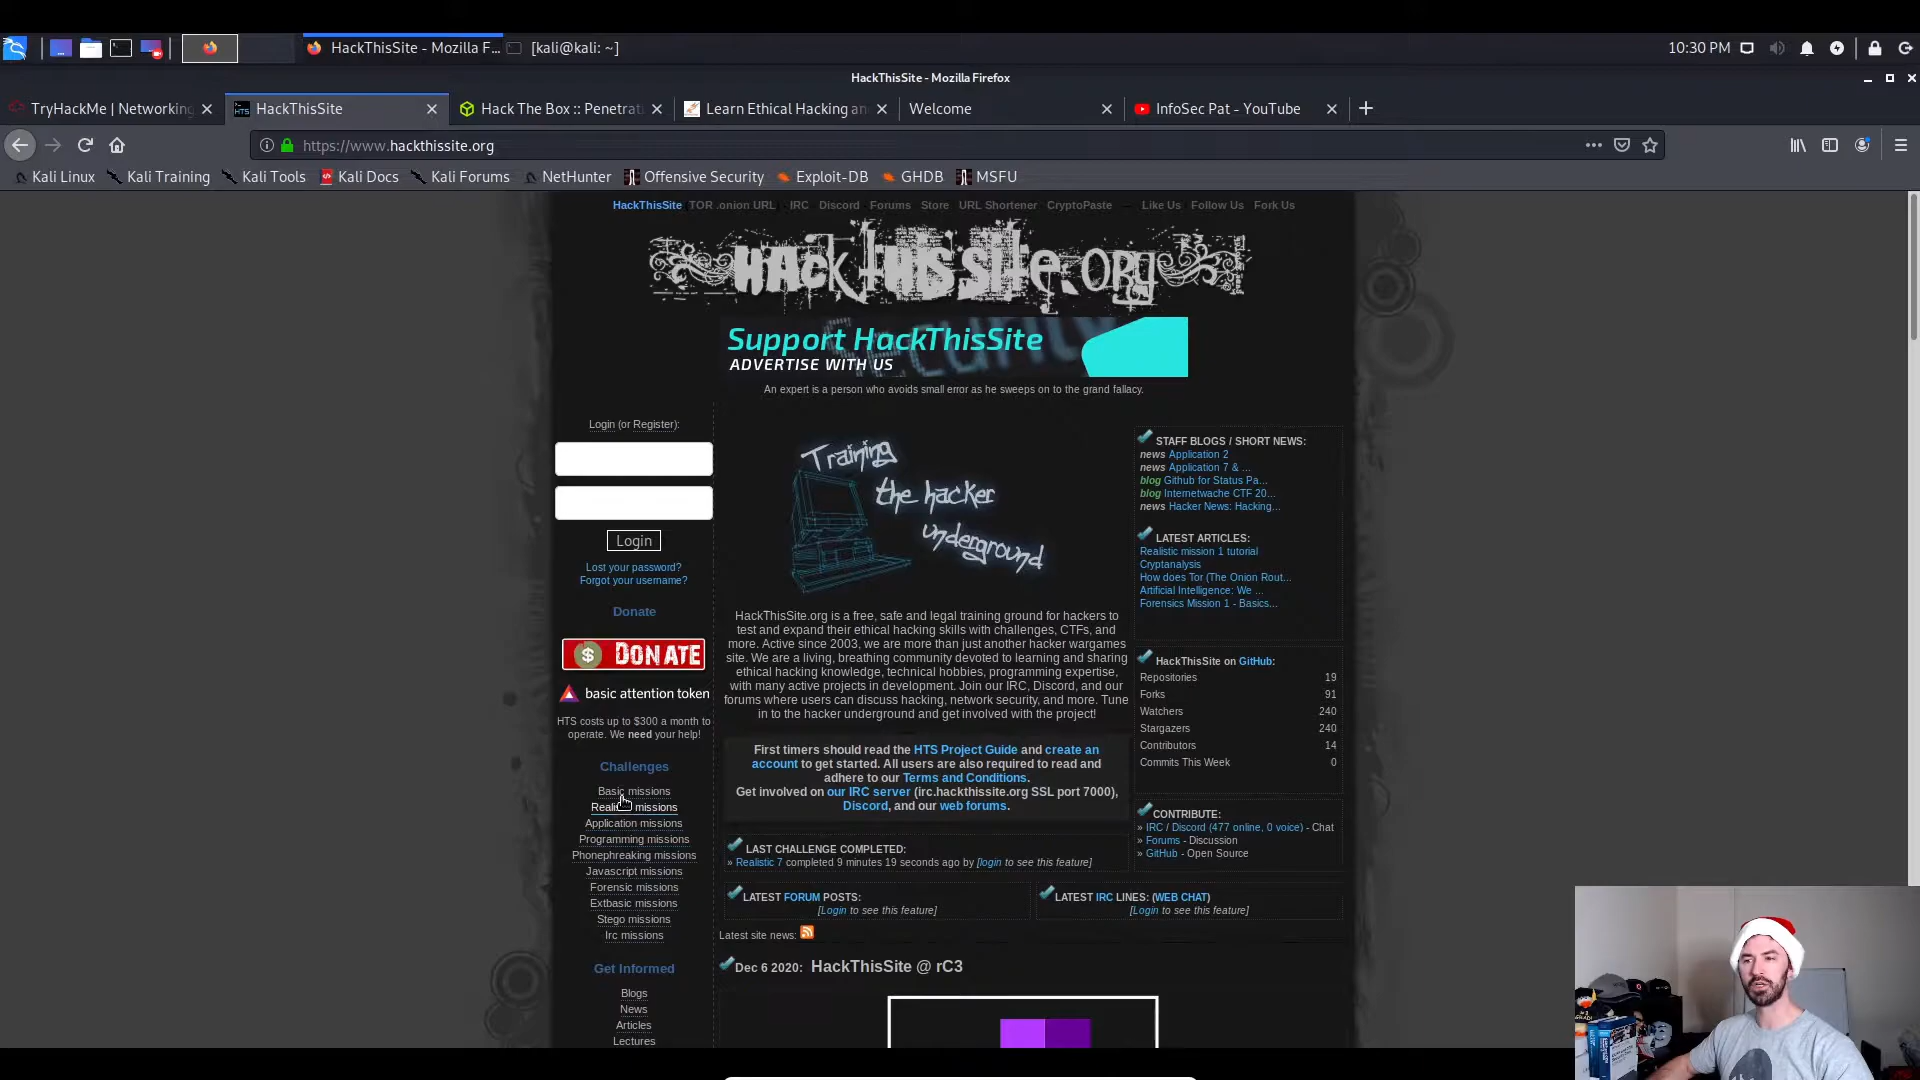 HackThisSite - Mozilla F... [kali@kali: ~] 10:30 PM
HackThisSite - Mozilla Firefox
TryHackMe | Networking HackThisSite Hack The Box :: Penetrat Learn Ethical Hacking an Welcome InfoSec Pat - YouTube
https://www.hackthissite.org
Kali Linux Kali Training Kali Tools Kali Docs Kali Forums NetHunter Offensive Security Exploit-DB GHDB MSFU
HackThisSite TOR .onion URL IRC Discord Forums Store URL Shortener CryptoPaste Like Us Follow Us Fork Us
HACK THIS SITE.ORG
Support HackThisSite
ADVERTISE WITH US
An expert is a person who avoids small error as he sweeps on to the grand fallacy.
Login (or Register):
Login
Lost your password?
Forgot your username?
Donate
DONATE
basic attention token
HTS costs up to $300 a month to
operate. We need your help!
Challenges
Basic missions
Reali missions
Application missions
Programming missions
Phonephreaking missions
Javascript missions
Forensic missions
Extbasic missions
Stego missions
Irc missions
Get Informed
Blogs
News
Articles
Lectures
Training
the hacker
underground
HackThisSite.org is a free, safe and legal training ground for hackers to
test and expand their ethical hacking skills with challenges, CTFs, and
more. Active since 2003, we are more than just another hacker wargames
site. We are a living, breathing community devoted to learning and sharing
ethical hacking knowledge, technical hobbies, programming expertise,
with many active projects in development. Join our IRC, Discord, and our
forums where users can discuss hacking, network security, and more. Tune
in to the hacker underground and get involved with the project!
First timers should read the HTS Project Guide and create an
account to get started. All users are also required to read and
adhere to our Terms and Conditions.
Get involved on our IRC server (irc.hackthissite.org SSL port 7000),
Discord, and our web forums.
LAST CHALLENGE COMPLETED:
» Realistic 7 completed 9 minutes 19 seconds ago by [login to see this feature]
LATEST FORUM POSTS:
[Login to see this feature]
LATEST IRC LINES: (WEB CHAT)
[Login to see this feature]
Latest site news:
Dec 6 2020: HackThisSite @ rC3
STAFF BLOGS / SHORT NEWS:
news Application 2
news Application 7 & ...
blog Github for Status Pa...
blog Internetwache CTF 20...
news Hacker News: Hacking...
LATEST ARTICLES:
Realistic mission 1 tutorial
Cryptanalysis
How does Tor (The Onion Rout...
Artificial Intelligence: We ...
Forensics Mission 1 - Basics...
HackThisSite on GitHub:
Repositories 19
Forks 91
Watchers 240
Stargazers 240
Contributors 14
Commits This Week 0
CONTRIBUTE:
» IRC / Discord (477 online, 0 voice) - Chat
» Forums - Discussion
» GitHub - Open Source